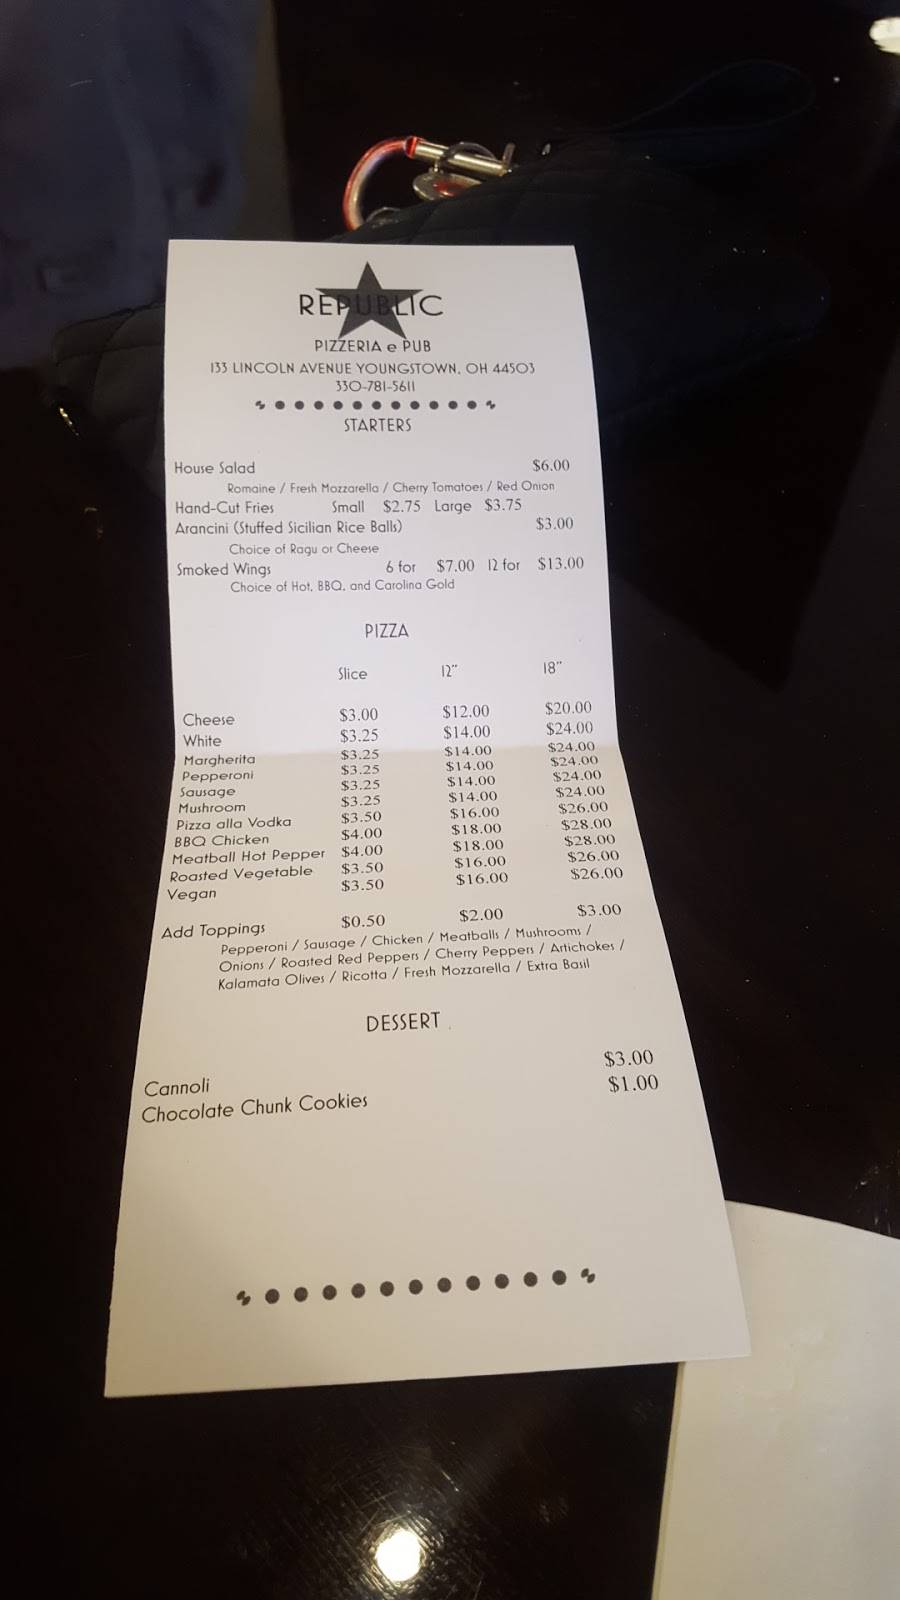 REPUBLIC
PIZZERIA e PUB
133 LINCOLN AVENUE YOUNGSTOWN, OH 44503
330-781-5611
STARTERS
House Salad $6.00
Romaine / Fresh Mozzarella / Cherry Tomatoes / Red Onion
Hand-Cut Fries Small $2.75 Large $3.75
Arancini (Stuffed Sicilian Rice Balls) $3.00
Choice of Ragu or Cheese
Smoked Wings 6 for $7.00 12 for $13.00
Choice of Hot, BBQ, and Carolina Gold
PIZZA
Slice 12" 18"
Cheese $3.00 $12.00 $20.00
White $3.25 $14.00 $24.00
Margherita $3.25 $14.00 $24.00
Pepperoni $3.25 $14.00 $24.00
Sausage $3.25 $14.00 $24.00
Mushroom $3.25 $14.00 $24.00
Pizza alla Vodka $3.50 $16.00 $26.00
BBQ Chicken $4.00 $18.00 $28.00
Meatball Hot Pepper $4.00 $18.00 $28.00
Roasted Vegetable $3.50 $16.00 $26.00
Vegan $3.50 $16.00 $26.00
Add Toppings $0.50 $2.00 $3.00
Pepperoni / Sausage / Chicken / Meatballs / Mushrooms /
Onions / Roasted Red Peppers / Cherry Peppers / Artichokes /
Kalamata Olives / Ricotta / Fresh Mozzarella / Extra Basil
DESSERT
Cannoli $3.00
Chocolate Chunk Cookies $1.00